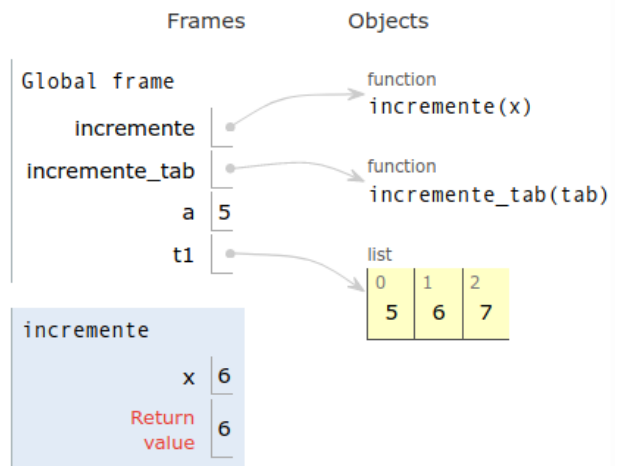 Frames Objects
Global frame
function
incremente(x)
incremente
function
incremente_tab
incremente_tab(tab)
a 5
t1
list
0 1 2
5 6 7
incremente
x 6
Return
value 6